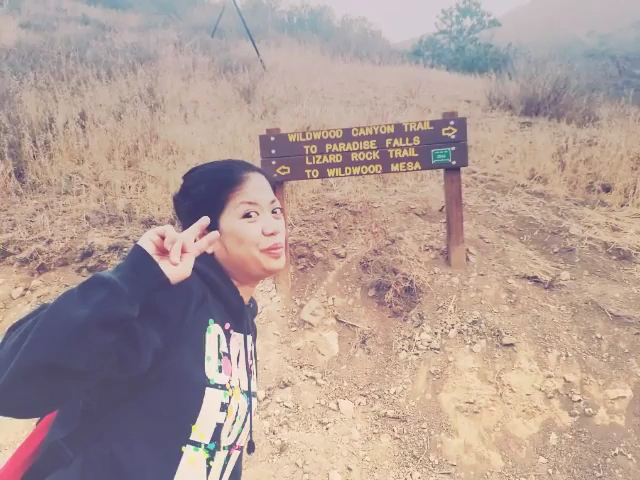 WILDWOOD CANYON TRAIL
TO PARADISE FALLS
LIZARD ROCK TRAIL
TO WILDWOOD MESA